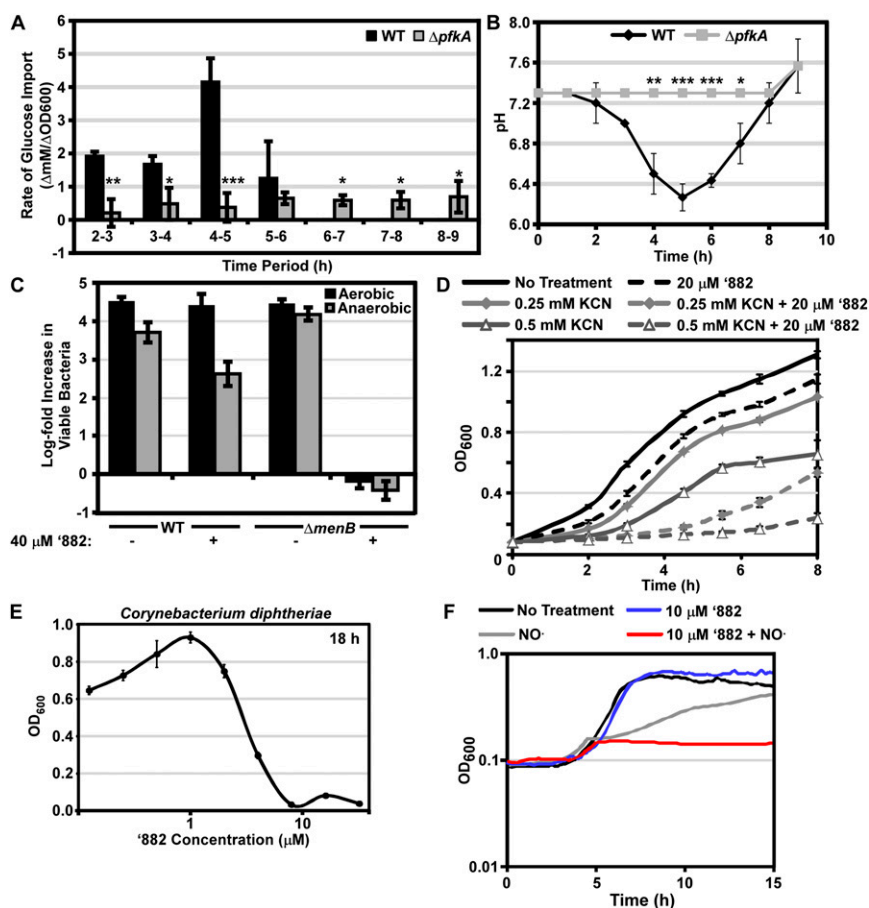 A
WT ΔpfkA
Rate of Glucose Import
(ΔmM/ΔOD600)
6
5
4
3
2
1
0
-1
** * *** * * *
2-3 3-4 4-5 5-6 6-7 7-8 8-9
Time Period (h)
B
WT ΔpfkA
pH
7.8
7.2
6.6
6.0
** *** *** *
0 2 4 6 8 10
Time (h)
C
Aerobic
Anaerobic
Log-fold Increase in
Viable Bacteria
5
4
3
2
1
0
-1
WT ΔmenB
40 μM ‘882: - + - +
D
No Treatment 20 μM ‘882
0.25 mM KCN 0.25 mM KCN + 20 μM ‘882
0.5 mM KCN 0.5 mM KCN + 20 μM ‘882
OD600
1.2
0.8
0.4
0
0 2 4 6 8
Time (h)
E
Corynebacterium diphtheriae
18 h
OD600
1.0
0.8
0.6
0.4
0.2
0.0
1 10
‘882 Concentration (μM)
F
No Treatment 10 μM ‘882
NO· 10 μM ‘882 + NO·
OD600
1.0
0.1
0.01
0 5 10 15
Time (h)